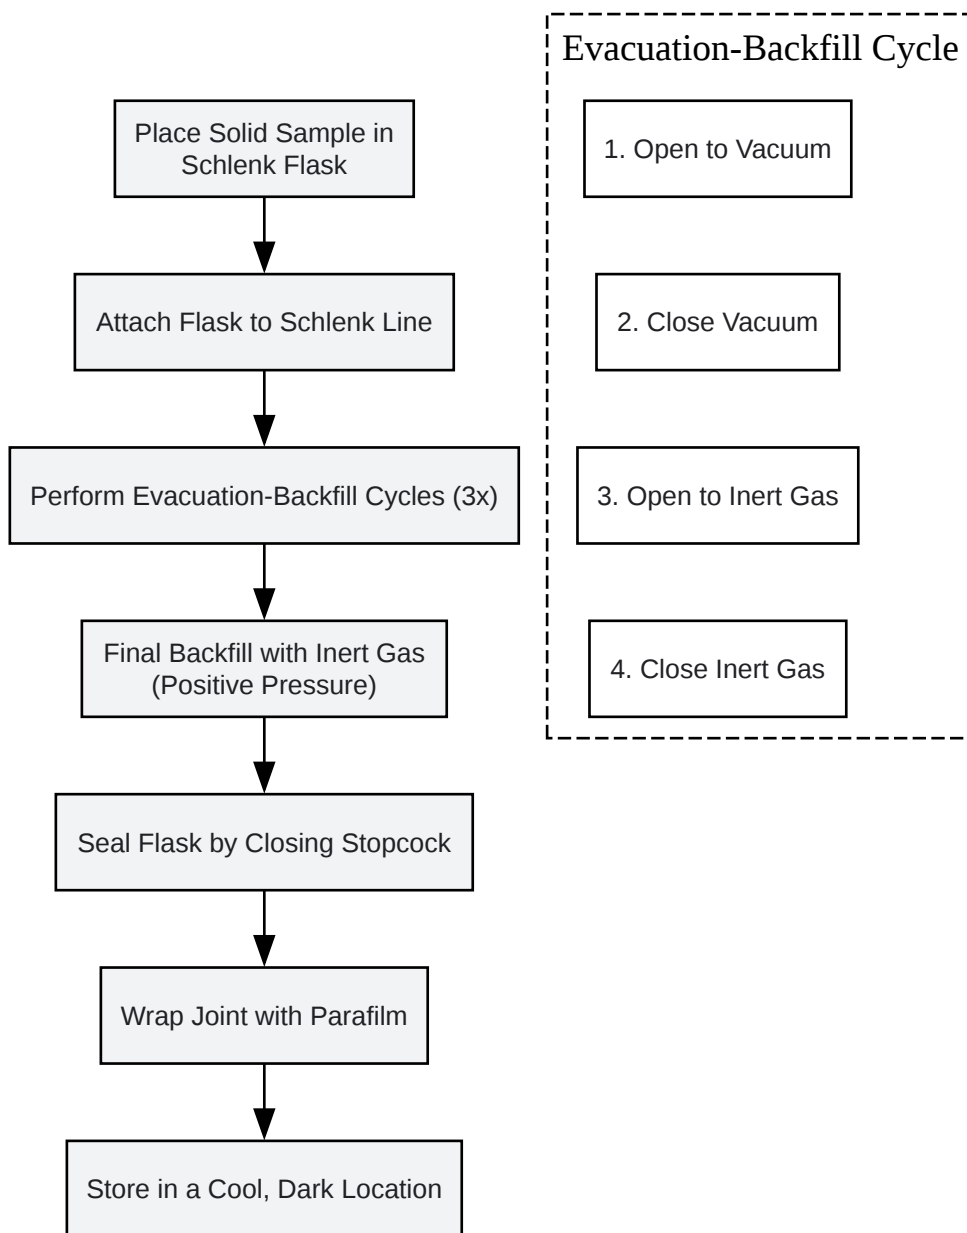 Evacuation-Backfill Cycle
Place Solid Sample in
Schlenk Flask
Attach Flask to Schlenk Line
Perform Evacuation-Backfill Cycles (3x)
Final Backfill with Inert Gas
(Positive Pressure)
Seal Flask by Closing Stopcock
Wrap Joint with Parafilm
Store in a Cool, Dark Location
1. Open to Vacuum
2. Close Vacuum
3. Open to Inert Gas
4. Close Inert Gas